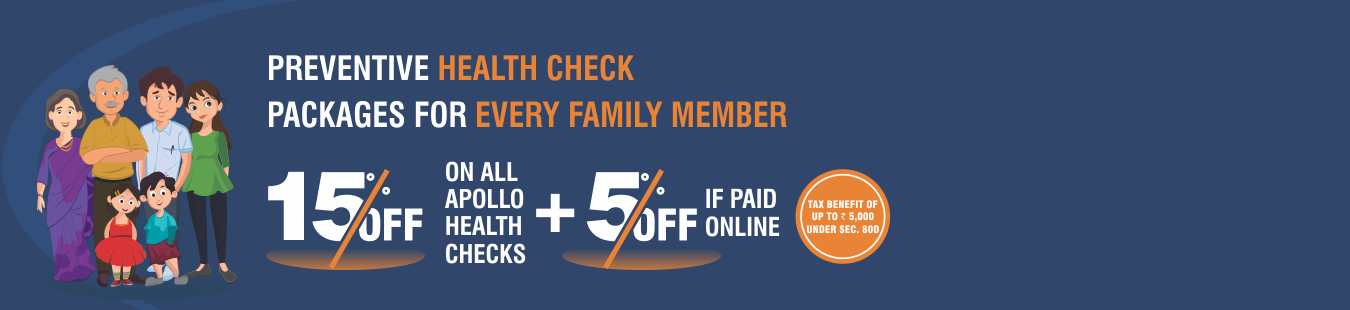 PREVENTIVE HEALTH CHECK
PACKAGES FOR EVERY FAMILY MEMBER
15% OFF
ON ALL
APOLLO
HEALTH
CHECKS
+
5% OFF
IF PAID
ONLINE
TAX BENEFIT OF
UP TO ₹ 5,000
UNDER SEC. 80D